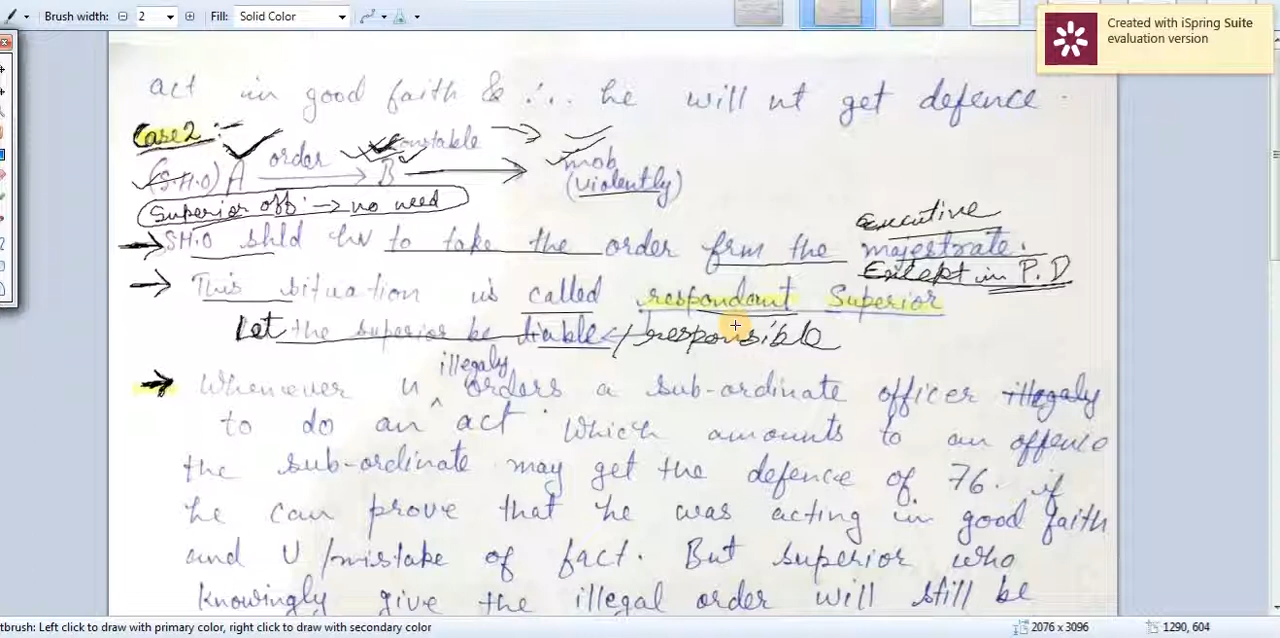 Brush width:  2  Fill:  Solid Color
Created with iSpring Suite
evaluation version
act in good faith & ∴ he will nt get defence.
Case 2 :-
(S.H.O) A order → B Constable → mob
(violently)
Superior off. → no need
→ SH.O shld hv to take the order frm the majestrate.
Executive
Except in P.D
→ This situation is called respondant Superior
Let the superior be liable / responsible
→ Whenever u illegaly orders a sub-ordinate officer illegaly
to do an act which amounts to an offence
the sub-ordinate may get the defence of 76. if
he can prove that he was acting in good faith
and U/mistake of fact. But superior who
knowingly give the illegal order will still be
tbrush: Left click to draw with primary color, right click to draw with secondary color
2076 x 3096
1290, 604